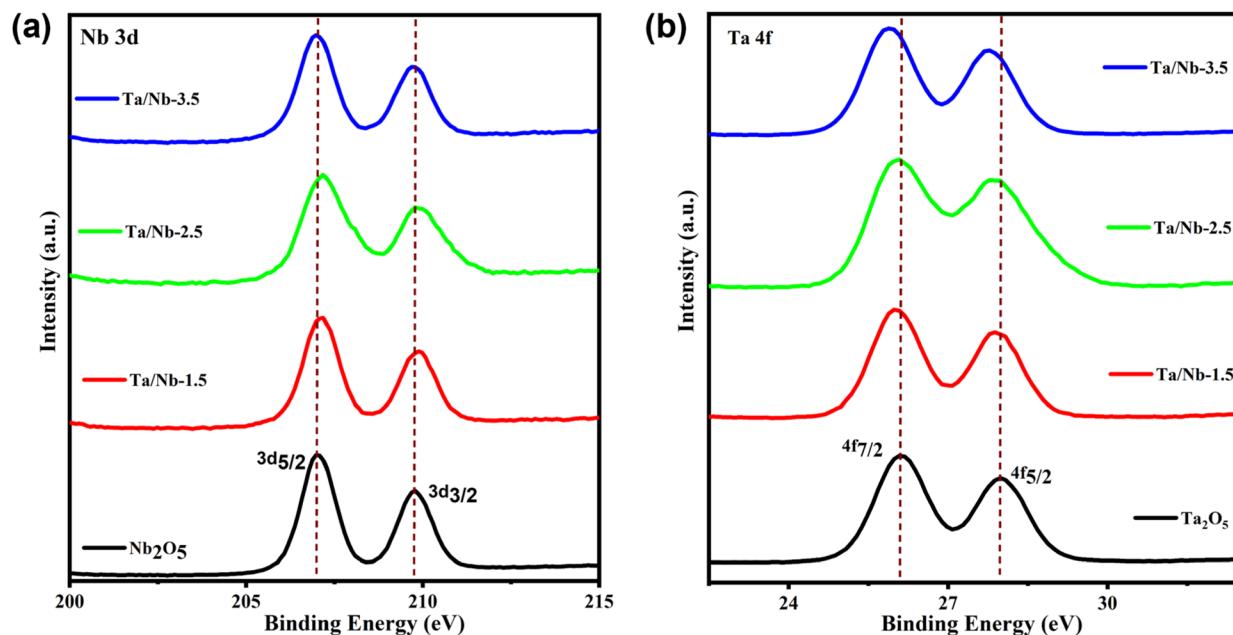 (a)
Nb 3d
Ta/Nb-3.5
Ta/Nb-2.5
Ta/Nb-1.5
3d5/2
3d3/2
Nb2O5
Intensity (a.u.)
200 205 210 215
Binding Energy (eV)
(b)
Ta 4f
Ta/Nb-3.5
Ta/Nb-2.5
Ta/Nb-1.5
4f7/2
4f5/2
Ta2O5
Intensity (a.u.)
24 27 30
Binding Energy (eV)